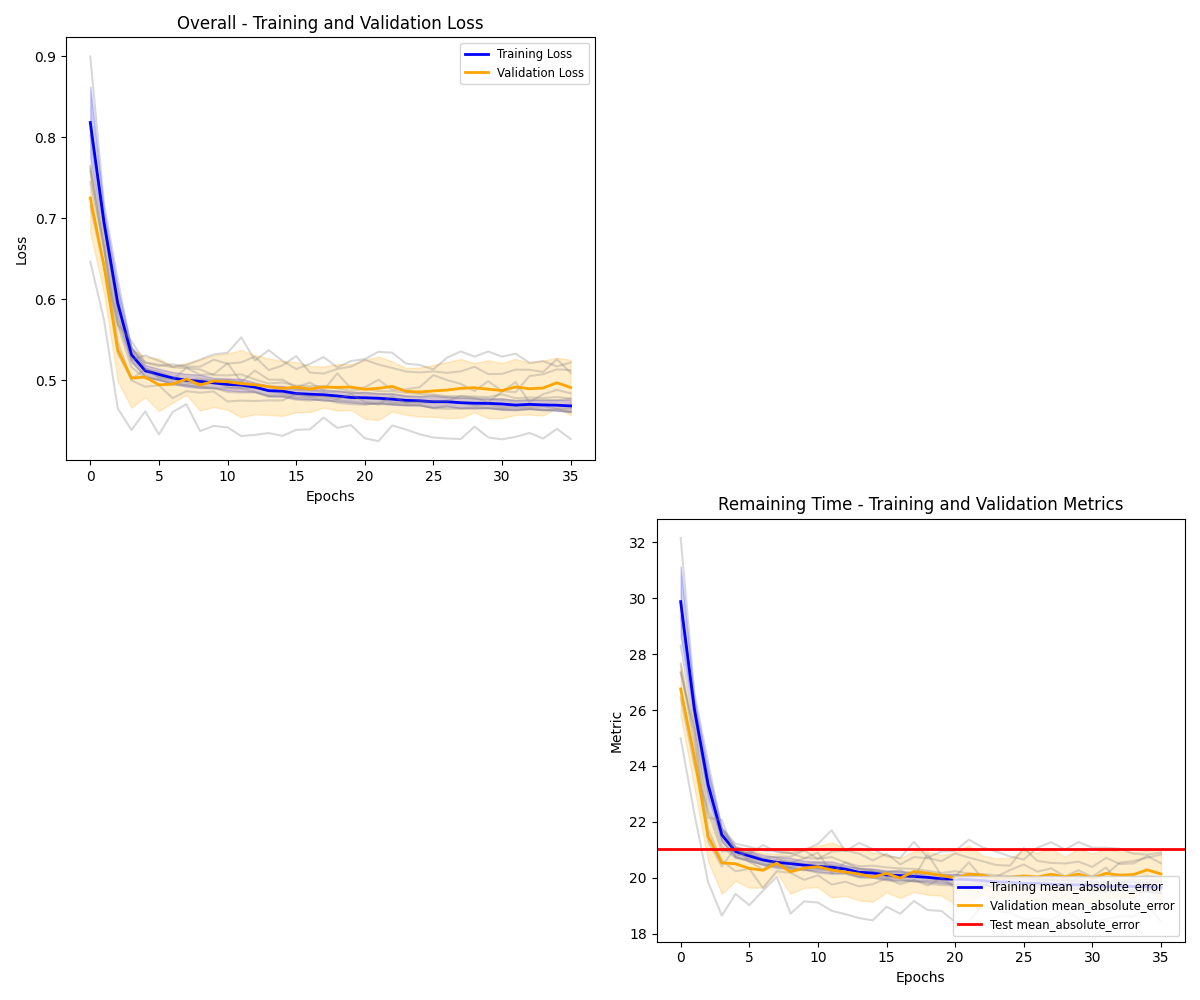 Overall - Training and Validation Loss
Training Loss
Validation Loss
Loss
0.9
0.8
0.7
0.6
0.5
0 5 10 15 20 25 30 35
Epochs
Remaining Time - Training and Validation Metrics
Metric
32
30
28
26
24
22
20
18
Training mean_absolute_error
Validation mean_absolute_error
Test mean_absolute_error
0 5 10 15 20 25 30 35
Epochs